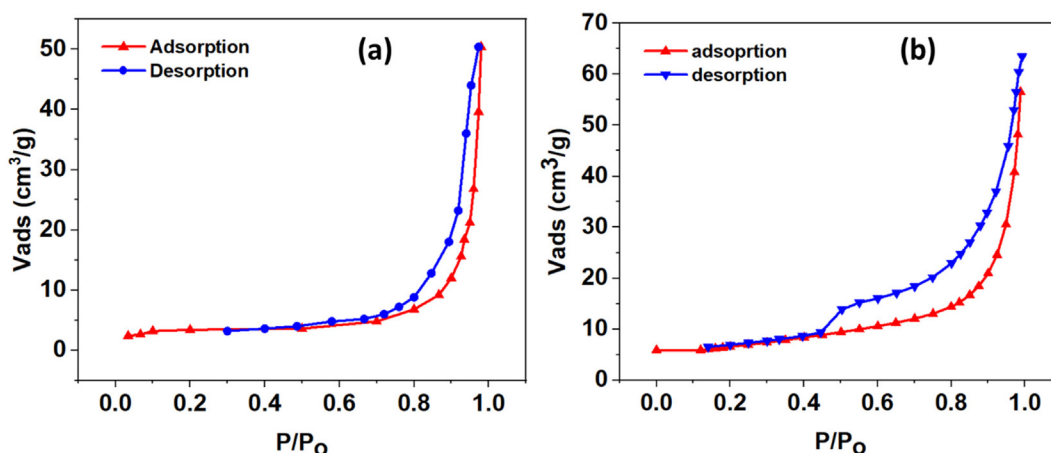 (a)
Adsorption
Desorption
Vads (cm³/g)
50
40
30
20
10
0
0.0 0.2 0.4 0.6 0.8 1.0
P/Po
(b)
adsoprtion
desorption
Vads (cm³/g)
70
60
50
40
30
20
10
0
0.0 0.2 0.4 0.6 0.8 1.0
P/Po